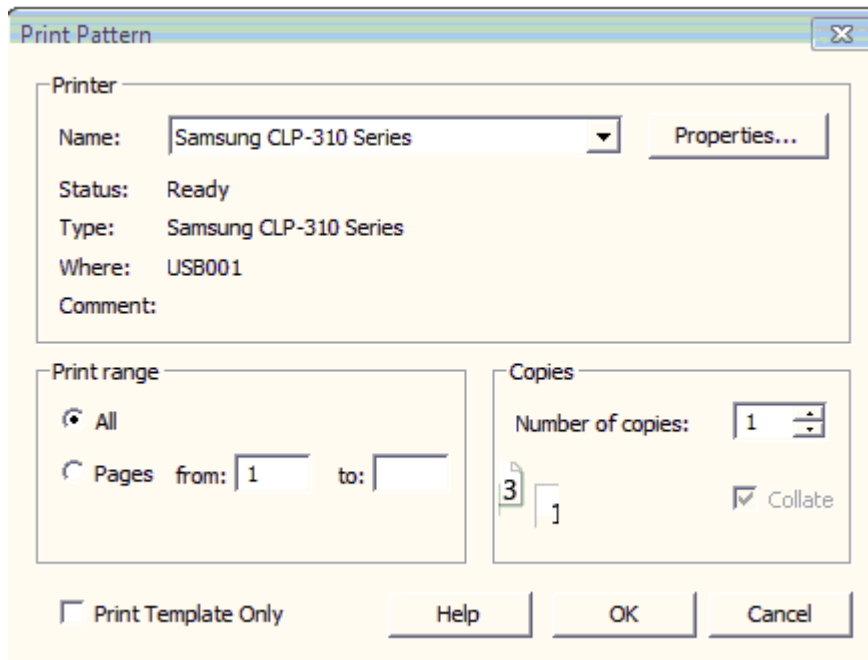 Print Pattern
Printer
Name: Samsung CLP-310 Series Properties...
Status: Ready
Type: Samsung CLP-310 Series
Where: USB001
Comment:
Print range
All
Pages from: 1 to:
Copies
Number of copies: 1
3 1 Collate
Print Template Only Help OK Cancel